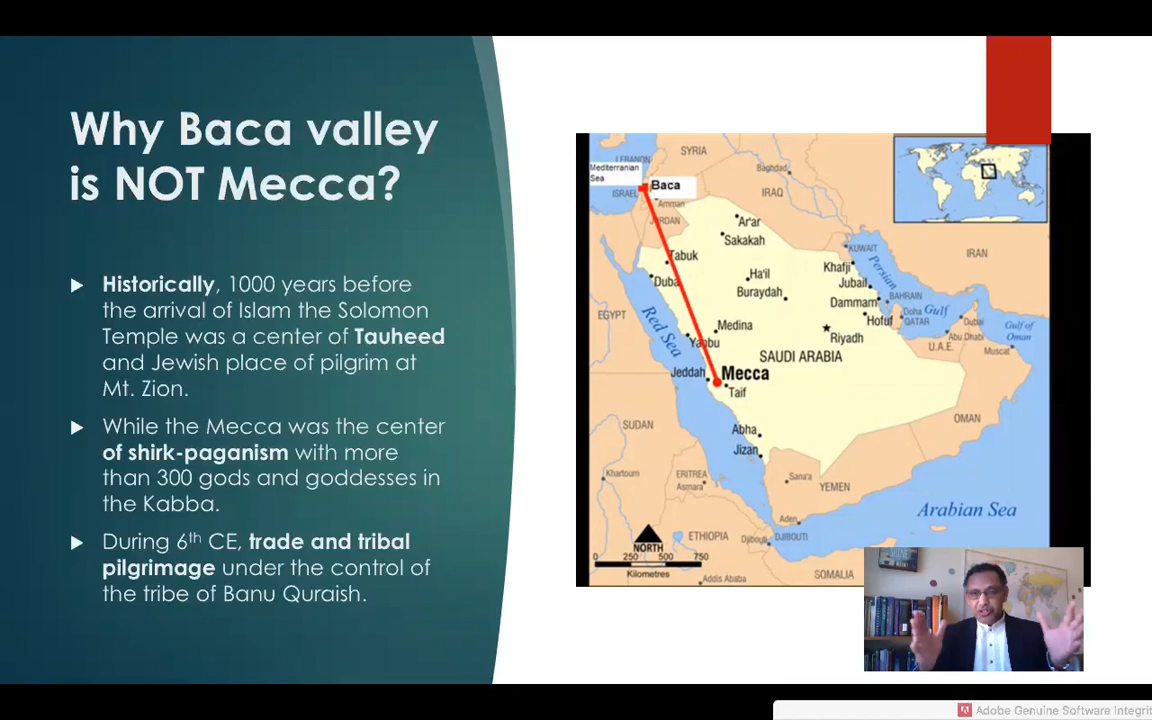 Why Baca valley
is NOT Mecca?
Historically, 1000 years before
the arrival of Islam the Solomon
Temple was a center of Tauheed
and Jewish place of pilgrim at
Mt. Zion.
While the Mecca was the center
of shirk-paganism with more
than 300 gods and goddesses in
the Kabba.
During 6th CE, trade and tribal
pilgrimage under the control of
the tribe of Banu Quraish.
SYRIA
LEBANON
Mediterranian
Sea
Baghdad
ISRAEL
Baca
IRAQ
Amman
IRAN
Ar'ar
Sakakah
KUWAIT
Tabuk
Khafji
Persian
Gulf
Ha'il
Jubail
Buraydah
Dammam
BAHRAIN
EGYPT
Red Sea
Medina
Hofuf
Doha
QATAR
Dubai
Gulf of
Oman
Riyadh
Abu Dhabi
U.A.E.
Muscat
SAUDI ARABIA
Jeddah
Mecca
Taif
OMAN
SUDAN
Abha
Jizan
Khartoum
ERITREA
Asmara
Sana'a
YEMEN
Arabian Sea
Aden
NORTH
ETHIOPIA
Djibouti
DJIBOUTI
0 250 500 750
Kilometres
Addis Ababa
SOMALIA
Adobe Genuine Software Integrit